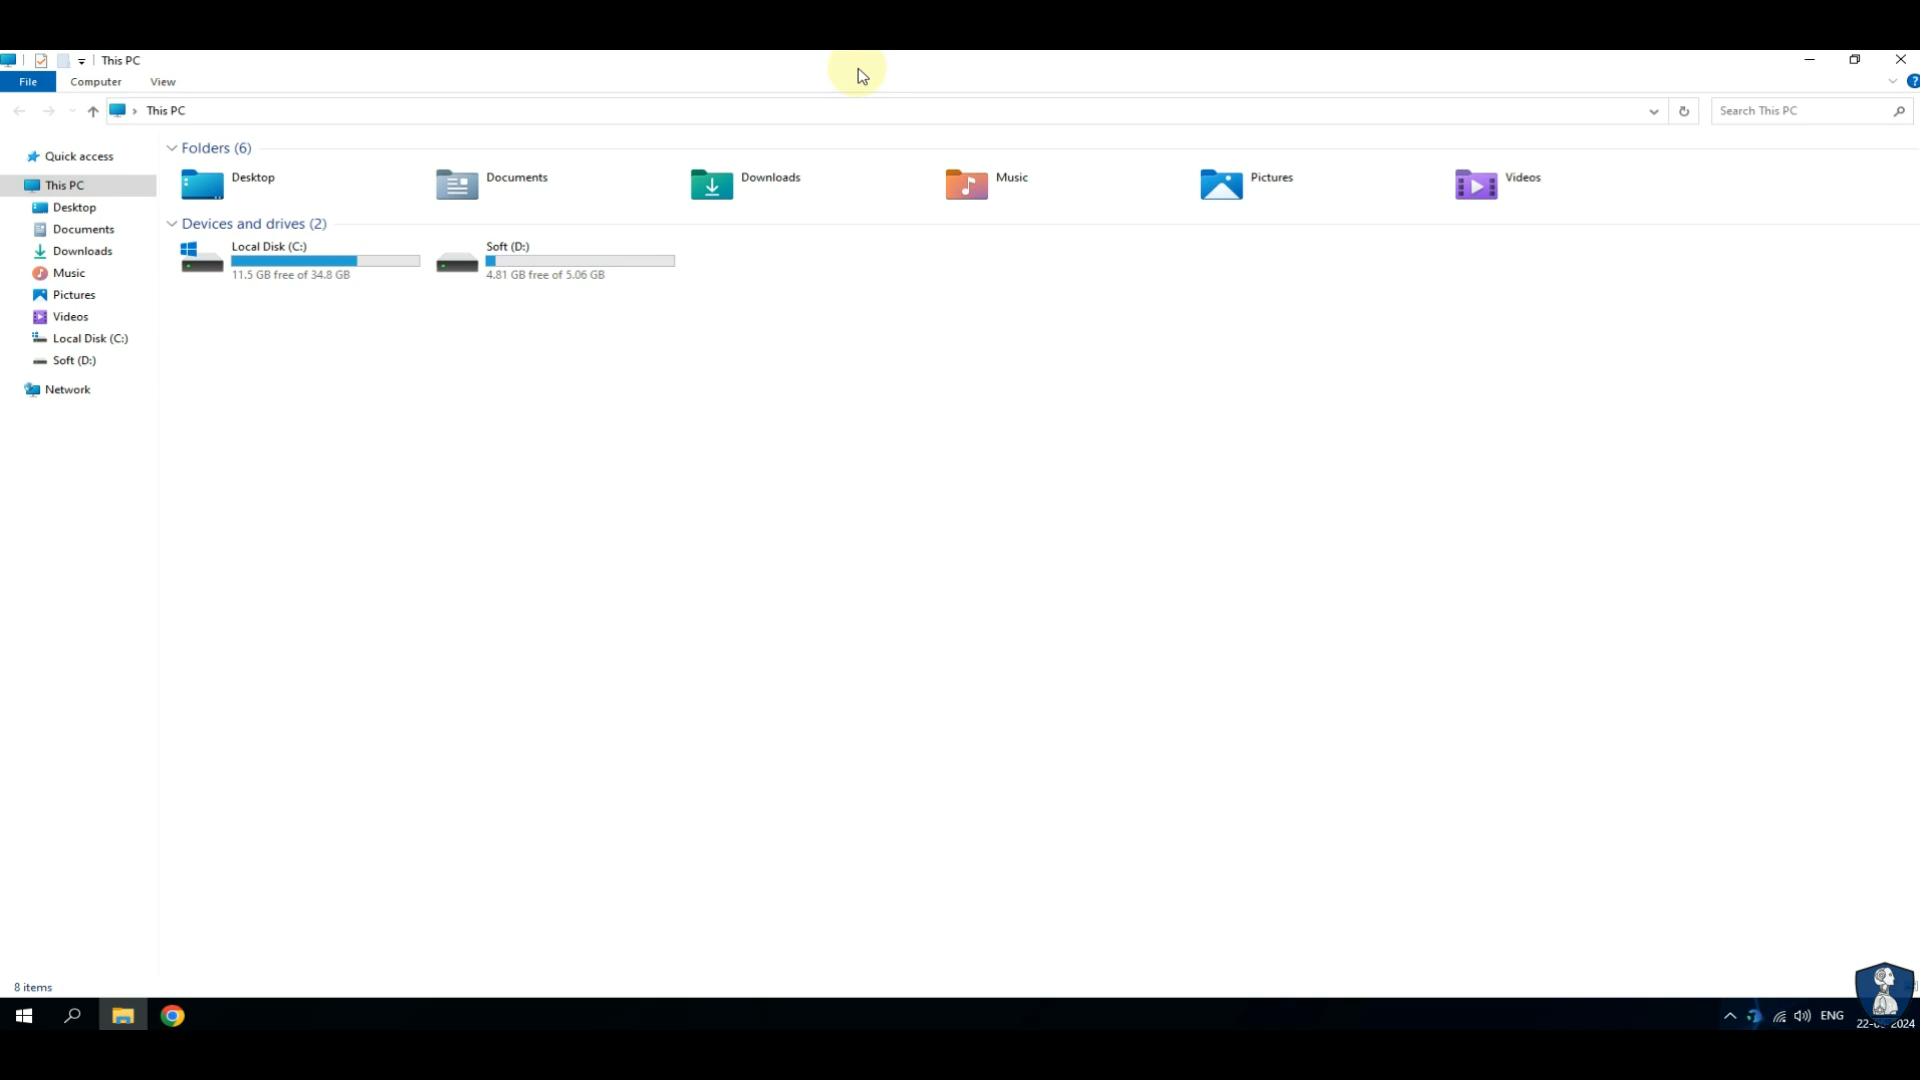 This PC
File Computer View
This PC
Search This PC
Quick access
This PC
Desktop
Documents
Downloads
Music
Pictures
Videos
Local Disk (C:)
Soft (D:)
Network
Folders (6)
Desktop
Documents
Downloads
Music
Pictures
Videos
Devices and drives (2)
Local Disk (C:)
11.5 GB free of 34.8 GB
Soft (D:)
4.81 GB free of 5.06 GB
8 items
ENG